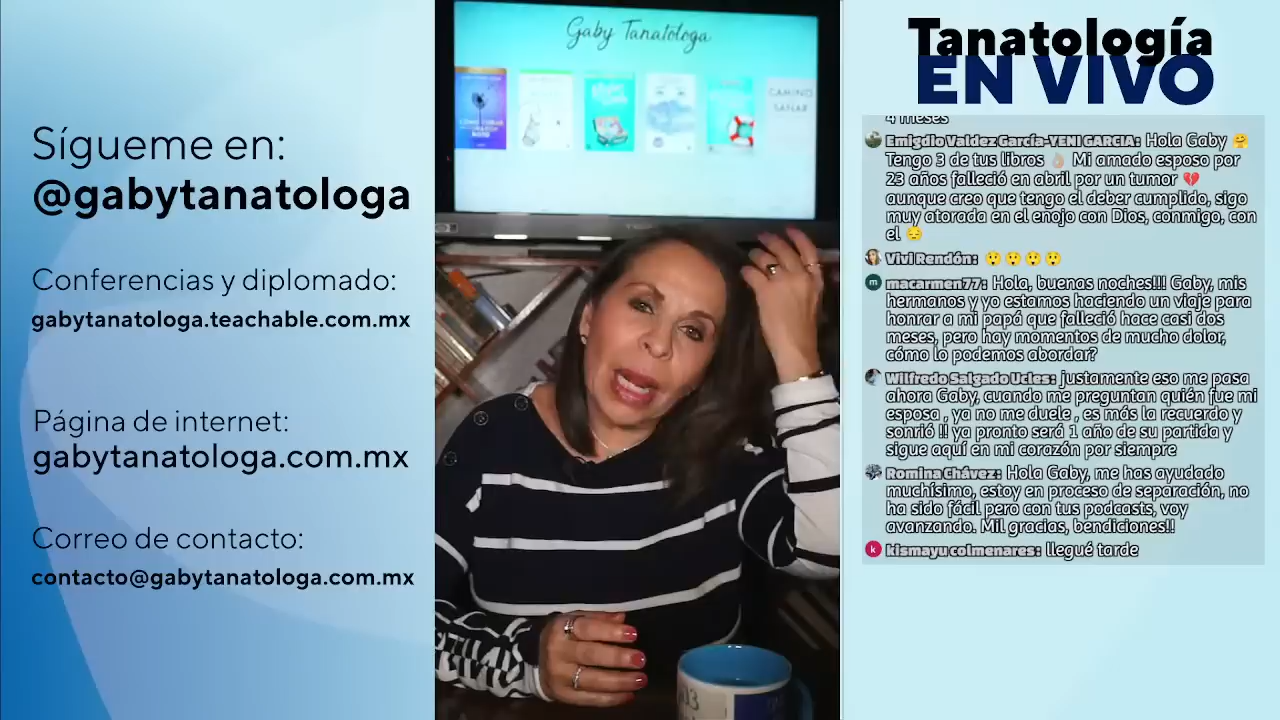 Sígueme en:
@gabytanatologa
Conferencias y diplomado:
gabytanatologa.teachable.com.mx
Página de internet:
gabytanatologa.com.mx
Correo de contacto:
contacto@gabytanatologa.com.mx
Gaby Tanatóloga
CAMINO
SANAR
Tanatología
EN VIVO
4 meses
Emigdio Valdez García-YENI GARCIA: Hola Gaby 🤗
Tengo 3 de tus libros 👌🏻 Mi amado esposo por
23 años falleció en abril por un tumor 💔
aunque creo que tengo el deber cumplido, sigo
muy atorada en el enojo con Dios, conmigo, con
el 😔
Vivi Rendón: 😲😲😲😲
m macarmen77: Hola, buenas noches!!! Gaby, mis
hermanos y yo estamos haciendo un viaje para
honrar a mi papá que falleció hace casi dos
meses, pero hay momentos de mucho dolor,
cómo lo podemos abordar?
Wilfredo Salgado Ucles: justamente eso me pasa
ahora Gaby, cuando me preguntan quién fue mi
esposa , ya no me duele , es más la recuerdo y
sonrió !! ya pronto será 1 año de su partida y
sigue aquí en mi corazón por siempre
Romina Chávez: Hola Gaby, me has ayudado
muchísimo, estoy en proceso de separación, no
ha sido fácil pero con tus podcasts, voy
avanzando. Mil gracias, bendiciones!!
k kismayu colmenares: llegué tarde